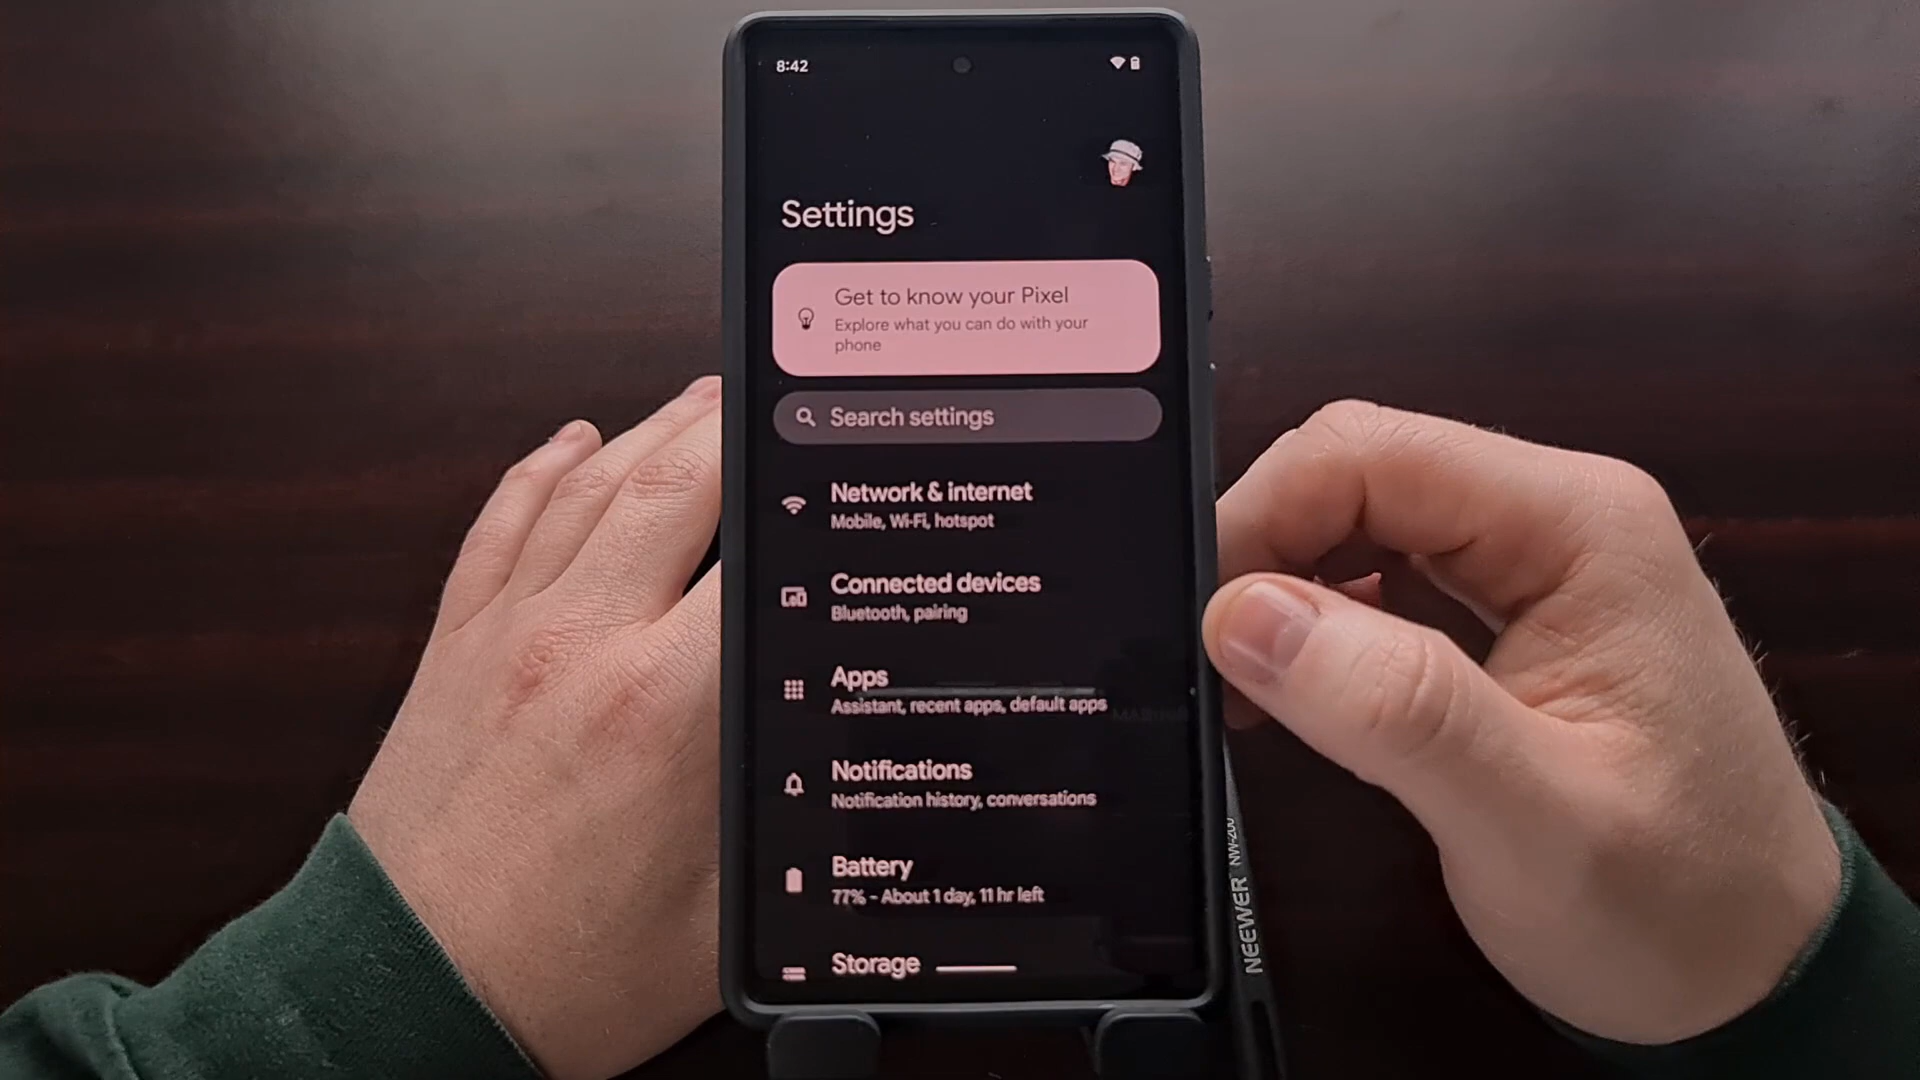 8:42
Settings
Get to know your Pixel
Explore what you can do with your
phone
Search settings
Network & internet
Mobile, Wi-Fi, hotspot
Connected devices
Bluetooth, pairing
Apps
Assistant, recent apps, default apps
Notifications
Notification history, conversations
Battery
77% - About 1 day, 11 hr left
Storage
NEEWER NW-200